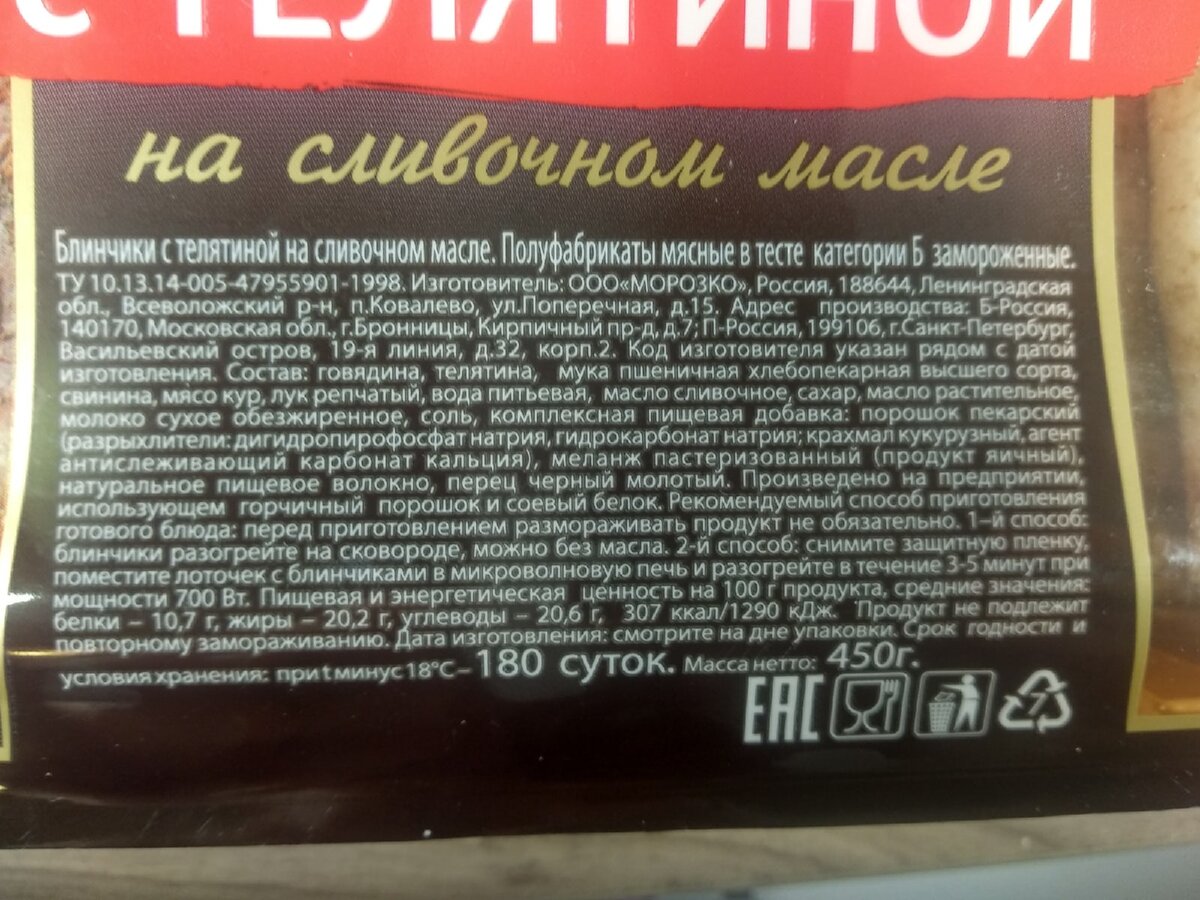 с ТЕЛЯТИНОЙ
на сливочном масле
Блинчики с телятиной на сливочном масле. Полуфабрикаты мясные в тесте категории Б замороженные.
ТУ 10.13.14-005-47955901-1998. Изготовитель: ООО«МОРОЗКО», Россия, 188644, Ленинградская
обл., Всеволожский р-н, п.Ковалево, ул.Поперечная, д.15. Адрес производства: Б-Россия,
140170, Московская обл., г.Бронницы, Кирпичный пр-д, д.7; П-Россия, 199106, г.Санкт-Петербург,
Васильевский остров, 19-я линия, д.32, корп.2. Код изготовителя указан рядом с датой
изготовления. Состав: говядина, телятина, мука пшеничная хлебопекарная высшего сорта,
свинина, мясо кур, лук репчатый, вода питьевая, масло сливочное, сахар, масло растительное,
молоко сухое обезжиренное, соль, комплексная пищевая добавка: порошок пекарский
(разрыхлители: дигидропирофосфат натрия, гидрокарбонат натрия; крахмал кукурузный, агент
антислеживающий карбонат кальция), меланж пастеризованный (продукт яичный),
натуральное пищевое волокно, перец черный молотый. Произведено на предприятии,
использующем горчичный порошок и соевый белок. Рекомендуемый способ приготовления
готового блюда: перед приготовлением размораживать продукт не обязательно. 1–й способ:
блинчики разогрейте на сковороде, можно без масла. 2-й способ: снимите защитную пленку,
поместите лоточек с блинчиками в микроволновую печь и разогрейте в течение 3-5 минут при
мощности 700 Вт. Пищевая и энергетическая ценность на 100 г продукта, средние значения:
белки – 10,7 г, жиры – 20,2 г, углеводы – 20,6 г, 307 ккал/1290 кДж. Продукт не подлежит
повторному замораживанию. Дата изготовления: смотрите на дне упаковки. Срок годности и
условия хранения: при t минус 18°С– 180 суток. Масса нетто: 450г.
EAC 7